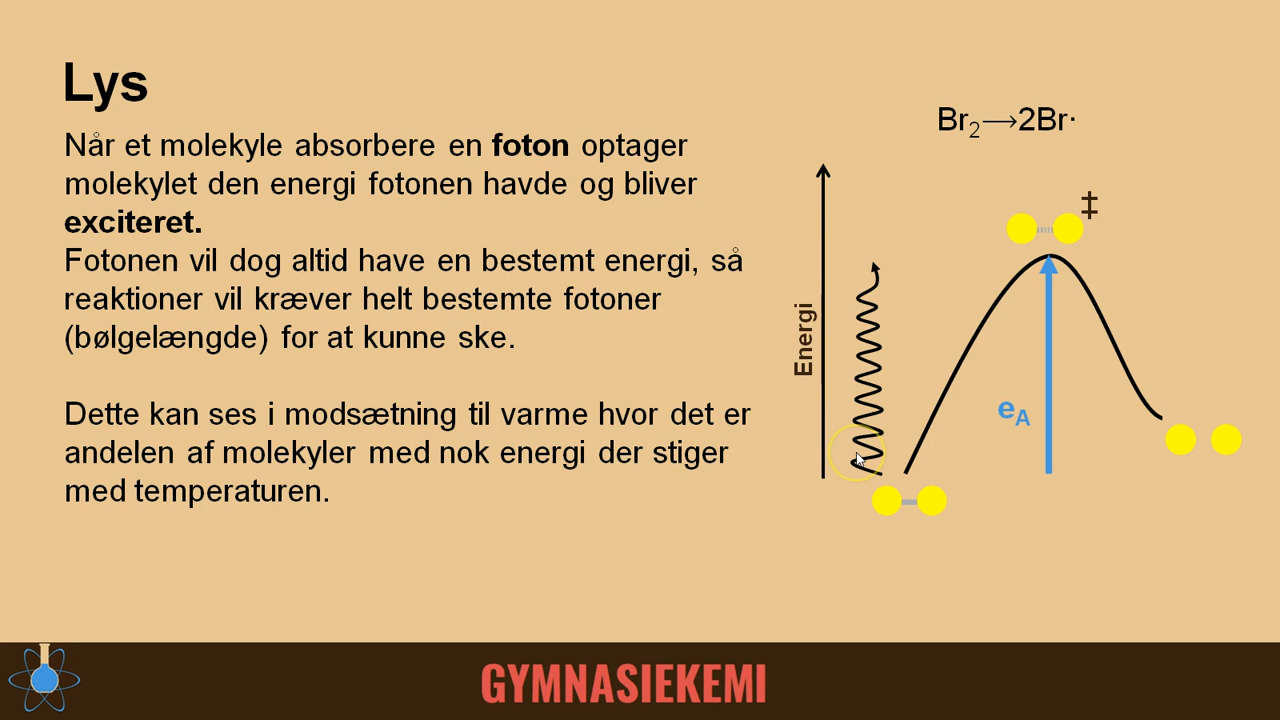 Lys
Når et molekyle absorbere en foton optager
molekylet den energi fotonen havde og bliver
exciteret.
Fotonen vil dog altid have en bestemt energi, så
reaktioner vil kræver helt bestemte fotoner
(bølgelængde) for at kunne ske.
Dette kan ses i modsætning til varme hvor det er
andelen af molekyler med nok energi der stiger
med temperaturen.
Br₂⟶2Br·
‡
Energi
eA
GYMNASIEKEMI